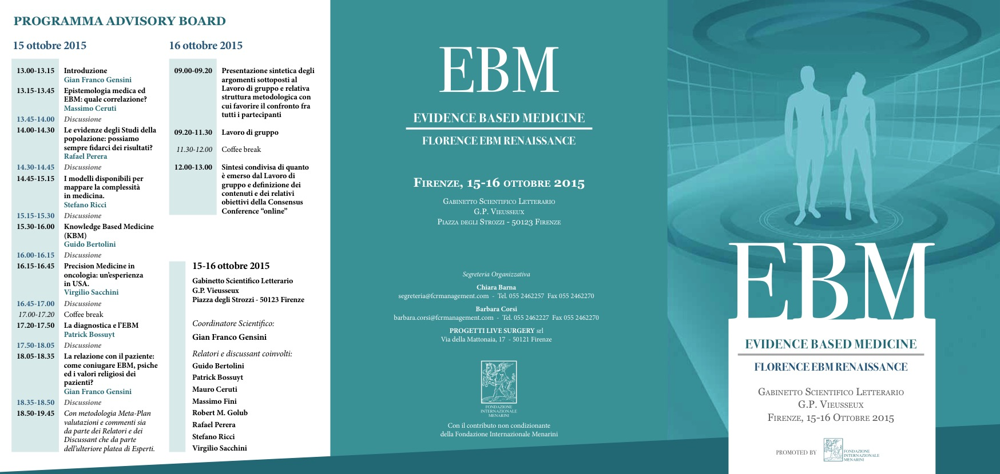 PROGRAMMA ADVISORY BOARD
15 ottobre 2015
13.00-13.15 Introduzione
Gian Franco Gensini
13.15-13.45 Epistemologia medica ed
EBM: quale correlazione?
Massimo Ceruti
13.45-14.00 Discussione
14.00-14.30 Le evidenze degli Studi della
popolazione: possiamo
sempre fidarci dei risultati?
Rafael Perera
14.30-14.45 Discussione
14.45-15.15 I modelli disponibili per
mappare la complessità
in medicina.
Stefano Ricci
15.15-15.30 Discussione
15.30-16.00 Knowledge Based Medicine
(KBM)
Guido Bertolini
16.00-16.15 Discussione
16.15-16.45 Precision Medicine in
oncologia: un’esperienza
in USA.
Virgilio Sacchini
16.45-17.00 Discussione
17.00-17.20 Coffee break
17.20-17.50 La diagnostica e l’EBM
Patrick Bossuyt
17.50-18.05 Discussione
18.05-18.35 La relazione con il paziente:
come coniugare EBM, psiche
ed i valori religiosi dei
pazienti?
Gian Franco Gensini
18.35-18.50 Discussione
18.50-19.45 Con metodologia Meta-Plan
valutazioni e commenti sia
da parte dei Relatori e dei
Discussant che da parte
dell’ulteriore platea di Esperti.
16 ottobre 2015
09.00-09.20 Presentazione sintetica degli
argomenti sottoposti al
Lavoro di gruppo e relativa
struttura metodologica con
cui favorire il confronto fra
tutti i partecipanti
09.20-11.30 Lavoro di gruppo
11.30-12.00 Coffee break
12.00-13.00 Sintesi condivisa di quanto
è emerso dal Lavoro di
gruppo e definizione dei
contenuti e dei relativi
obiettivi della Consensus
Conference “online”
15-16 ottobre 2015
Gabinetto Scientifico Letterario
G.P. Vieusseux
Piazza degli Strozzi - 50123 Firenze
Coordinatore Scientifico:
Gian Franco Gensini
Relatori e discussant coinvolti:
Guido Bertolini
Patrick Bossuyt
Mauro Ceruti
Massimo Fini
Robert M. Golub
Rafael Perera
Stefano Ricci
Virgilio Sacchini
EBM
EVIDENCE BASED MEDICINE
FLORENCE EBM RENAISSANCE
Firenze, 15-16 ottobre 2015
Gabinetto Scientifico Letterario
G.P. Vieusseux
Piazza degli Strozzi - 50123 Firenze
Segreteria Organizzativa
Chiara Barna
segreteria@fcrmanagement.com - Tel. 055 2462257 Fax 055 2462270
Barbara Corsi
barbara.corsi@fcrmanagement.com - Tel. 055 2462227 Fax 055 2462270
PROGETTI LIVE SURGERY srl
Via della Mattonaia, 17 - 50121 Firenze
FONDAZIONE
INTERNAZIONALE
MENARINI
Con il contributo non condizionante
della Fondazione Internazionale Menarini
EBM
EVIDENCE BASED MEDICINE
FLORENCE EBM RENAISSANCE
Gabinetto Scientifico Letterario
G.P. Vieusseux
Firenze, 15-16 Ottobre 2015
PROMOTED BY
FONDAZIONE
INTERNAZIONALE
MENARINI